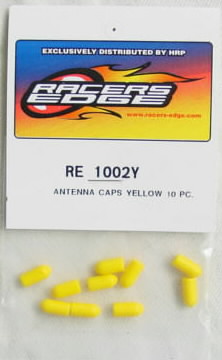 EXCLUSIVELY DISTRIBUTED BY HRP
RACERS
EDGE
www.racers-edge.com
RE 1002Y
ANTENNA CAPS YELLOW 10 PC.